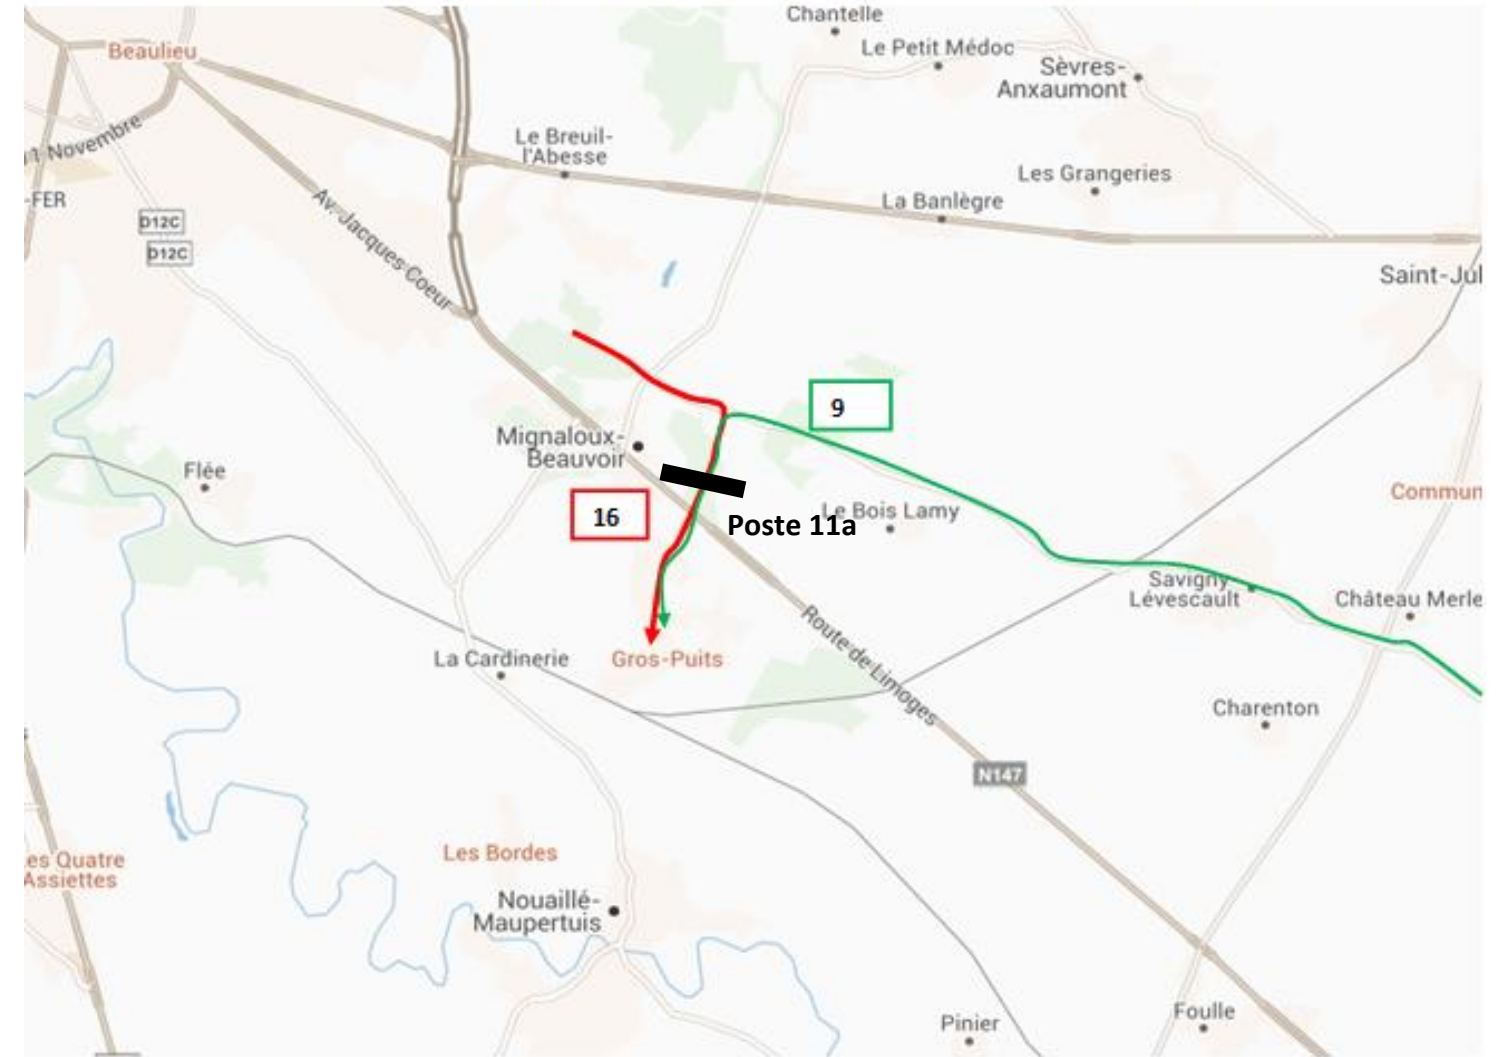 Chantelle
Beaulieu
Le Petit Médoc
Sèvres-
Anxaumont
11 Novembre
Le Breuil-
l'Abesse
Les Grangeries
-FER
La Banlègre
D12C
D12C
Av. Jacques Coeur
Saint-Jul
9
Mignaloux-
Beauvoir
Flée
Commun
16
Le Bois Lamy
Poste 11a
Savigny
Lévescault
Château Merle
Route de Limoges
La Cardinerie
Gros-Puits
Charenton
N147
Les Bordes
es Quatre
Assiettes
Nouaillé-
Maupertuis
Foulle
Pinier